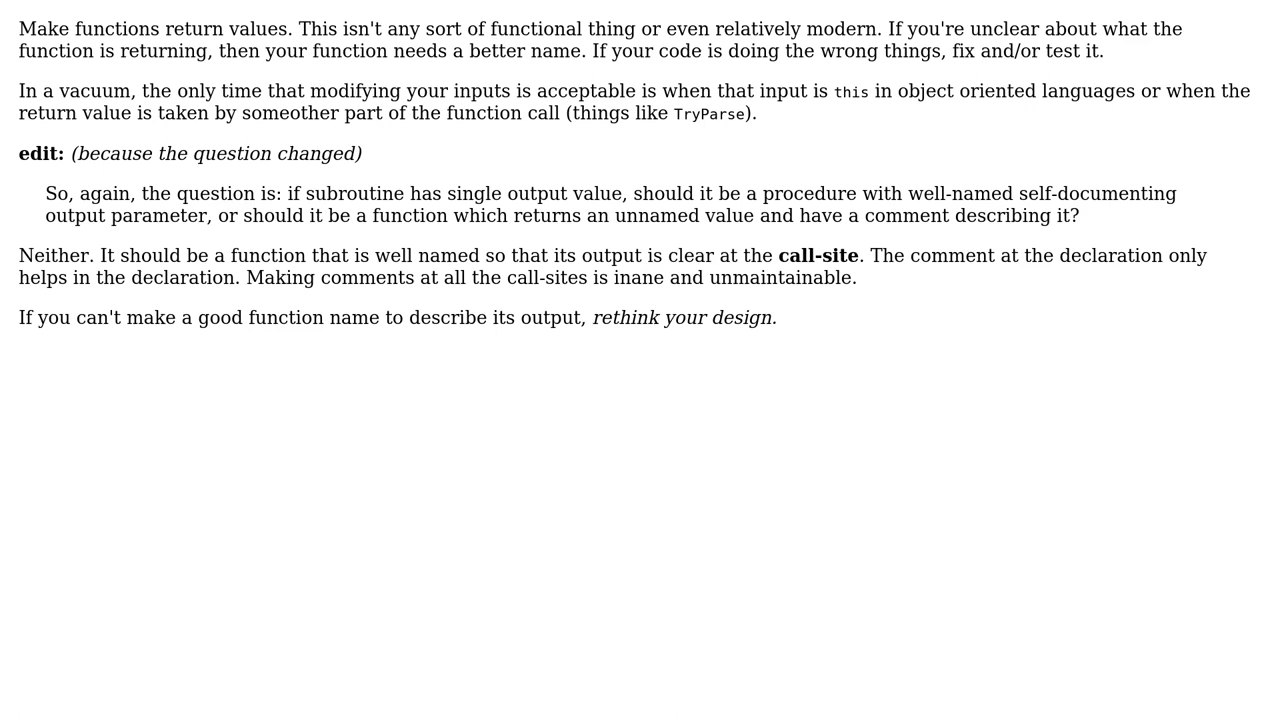 Make functions return values. This isn't any sort of functional thing or even relatively modern. If you're unclear about what the
function is returning, then your function needs a better name. If your code is doing the wrong things, fix and/or test it.
In a vacuum, the only time that modifying your inputs is acceptable is when that input is this in object oriented languages or when the
return value is taken by someother part of the function call (things like TryParse).
edit: (because the question changed)
So, again, the question is: if subroutine has single output value, should it be a procedure with well-named self-documenting
output parameter, or should it be a function which returns an unnamed value and have a comment describing it?
Neither. It should be a function that is well named so that its output is clear at the call-site. The comment at the declaration only
helps in the declaration. Making comments at all the call-sites is inane and unmaintainable.
If you can't make a good function name to describe its output, rethink your design.